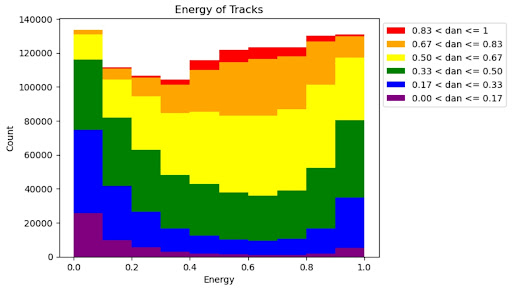 Energy of Tracks
140000
120000
100000
80000
60000
40000
20000
0
Count
0.0 0.2 0.4 0.6 0.8 1.0
Energy
0.83 < dan <= 1
0.67 < dan <= 0.83
0.50 < dan <= 0.67
0.33 < dan <= 0.50
0.17 < dan <= 0.33
0.00 < dan <= 0.17